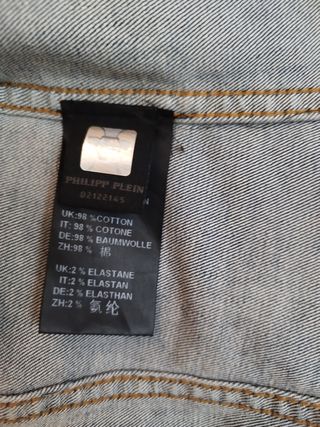 PHILIPP PLEIN
02122145
N
UK:98 %COTTON
IT: 98 % COTONE
DE:98 % BAUMWOLLE
ZH:98 % 棉
UK:2 % ELASTANE
IT:2 % ELASTAN
DE:2 % ELASTHAN
ZH:2 % 氨纶